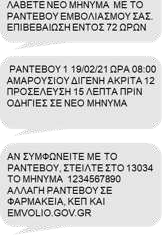 ΛΑΒΕΤΕ ΝΕΟ ΜΗΝΥΜΑ ΜΕ ΤΟ
ΡΑΝΤΕΒΟΥ ΕΜΒΟΛΙΑΣΜΟΥ ΣΑΣ.
ΕΠΙΒΕΒΑΙΩΣΗ ΕΝΤΟΣ 72 ΩΡΩΝ
ΡΑΝΤΕΒΟΥ 1 19/02/21 ΩΡΑ 08:00
ΑΜΑΡΟΥΣΙΟΥ ΔΙΓΕΝΗ ΑΚΡΙΤΑ 12
ΠΡΟΣΕΛΕΥΣΗ 15 ΛΕΠΤΑ ΠΡΙΝ
ΟΔΗΓΙΕΣ ΣΕ ΝΕΟ ΜΗΝΥΜΑ
ΑΝ ΣΥΜΦΩΝΕΙΤΕ ΜΕ ΤΟ
ΡΑΝΤΕΒΟΥ, ΣΤΕΙΛΤΕ ΣΤΟ 13034
ΤΟ ΜΗΝΥΜΑ 1234567890
ΑΛΛΑΓΗ ΡΑΝΤΕΒΟΥ ΣΕ
ΦΑΡΜΑΚΕΙΑ, ΚΕΠ ΚΑΙ
EMVOLIO.GOV.GR